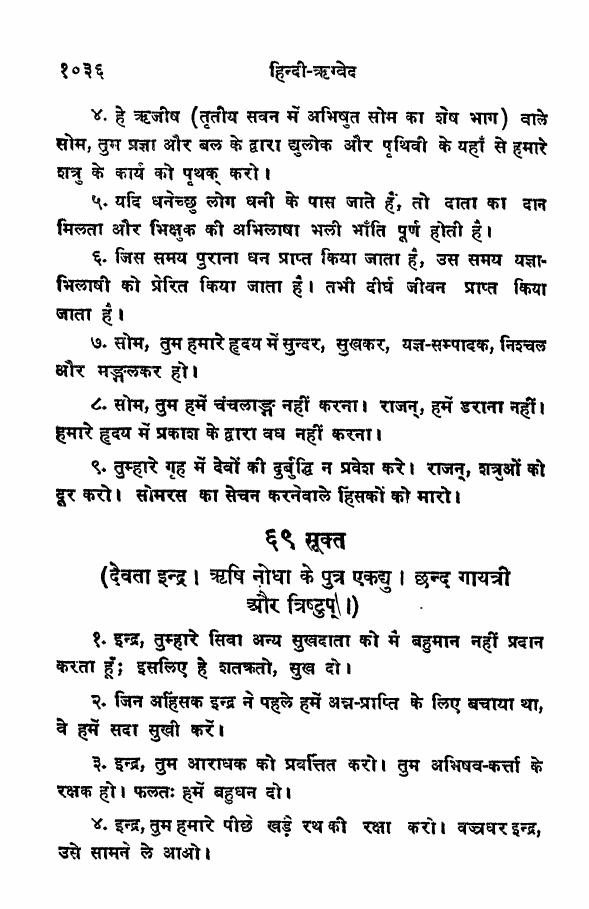 १०३६ हिन्दी-ऋग्वेद
४. हे ऋजीष (तृतीय सवन में अभिषुत सोम का शेष भाग) वाले
सोम, तुम प्रज्ञा और बल के द्वारा द्युलोक और पृथिवी के यहाँ से हमारे
शत्रु के कार्य को पृथक् करो।
५. यदि धनेच्छु लोग धनी के पास जाते हैं, तो दाता का दान
मिलता और भिक्षुक की अभिलाषा भली भाँति पूर्ण होती है।
६. जिस समय पुराना धन प्राप्त किया जाता है, उस समय यज्ञा-
भिलाषी को प्रेरित किया जाता है। तभी दीर्घ जीवन प्राप्त किया
जाता है।
७. सोम, तुम हमारे हृदय में सुन्दर, सुखकर, यज्ञ-सम्पादक, निश्चल
और मङ्गलकर हो।
८. सोम, तुम हमें चंचलाङ्ग नहीं करना। राजन्, हमें डराना नहीं।
हमारे हृदय में प्रकाश के द्वारा वध नहीं करना।
९. तुम्हारे गृह में देवों की दुर्बुद्धि न प्रवेश करे। राजन्, शत्रुओं को
दूर करो। सोमरस का सेचन करनेवाले हिंसकों को मारो।
६९ सूक्त
(देवता इन्द्र। ऋषि नोधा के पुत्र एकद्यु। छन्द गायत्री
और त्रिष्टुप्।)
१. इन्द्र, तुम्हारे सिवा अन्य सुखदाता को मैं बहुमान नहीं प्रदान
करता हूँ; इसलिए हे शतक्रतो, सुख दो।
२. जिन अहिंसक इन्द्र ने पहले हमें अन्न-प्राप्ति के लिए बचाया था,
वे हमें सदा सुखी करें।
३. इन्द्र, तुम आराधक को प्रवर्त्तित करो। तुम अभिषव-कर्त्ता के
रक्षक हो। फलतः हमें बहुधन दो।
४. इन्द्र, तुम हमारे पीछे खड़े रथ की रक्षा करो। वज्रधर इन्द्र,
उसे सामने ले आओ।